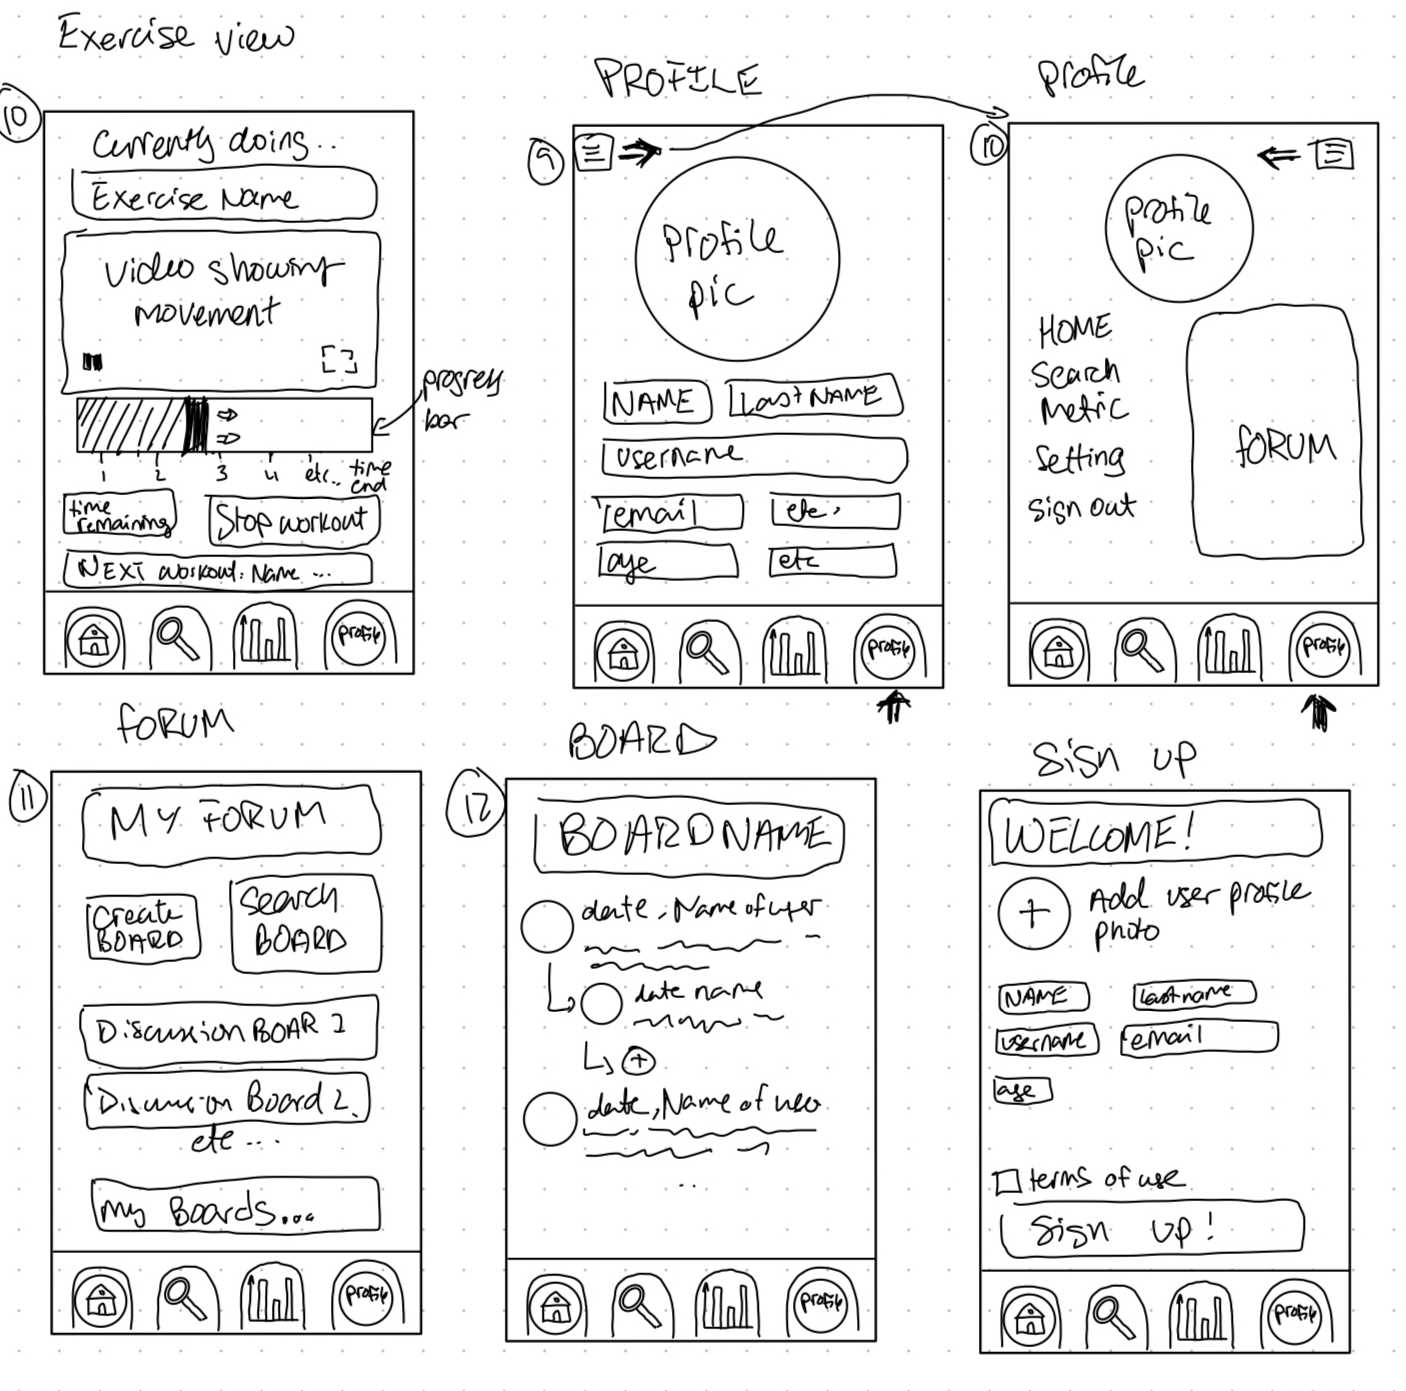 Exercise view
10
Currently doing...
Exercise Name
Video showing
movement
progress
bar
1 2 3 4 etc.. time
end
time
remaining
Stop workout
NEXT workout: Name ...
profile
PROFILE
9
profile
pic
NAME
Last NAME
username
email
etc.
age
etc
profile
profile
10
profile
pic
HOME
Search
Metric
Setting
Sign out
FORUM
profile
FORUM
11
MY FORUM
Create
BOARD
Search
BOARD
Discussion BOAR 1
Discussion Board 2.
etc ...
My Boards...
profile
BOARD
12
BOARD NAME
date, Name of user
date name
+
date, Name of user
..
profile
Sign up
WELCOME!
+
Add user profile
photo
NAME
Last name
username
email
age
terms of use
Sign up!
profile